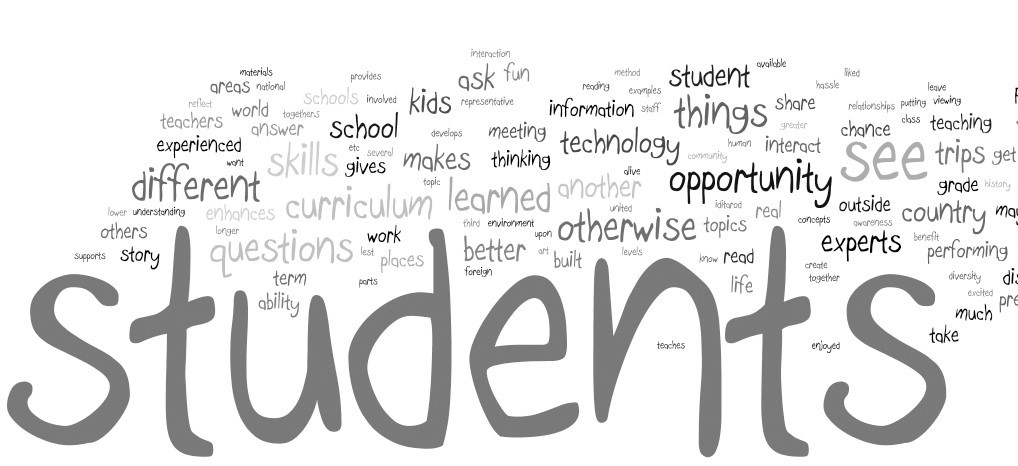 interaction
materials provides ask fun method liked student available
areas national schools involved kids representative reading examples hassle leave
reflect world togethers information staff things share relationships putting viewing
teachers answer school develops meeting greater chance class teaching
experienced etc several technology human interact
want skills gives makes thinking community see trips get
different topic alive opportunity grade history
lower understanding enhances curriculum learned another united iditarod real outside country
others longer third environment upon otherwise topics concepts awareness
supports story questions work lest places better art built levels know read experts benefit performing
term parts foreign life create together diversity
ability excited much
students teaches enjoyed take